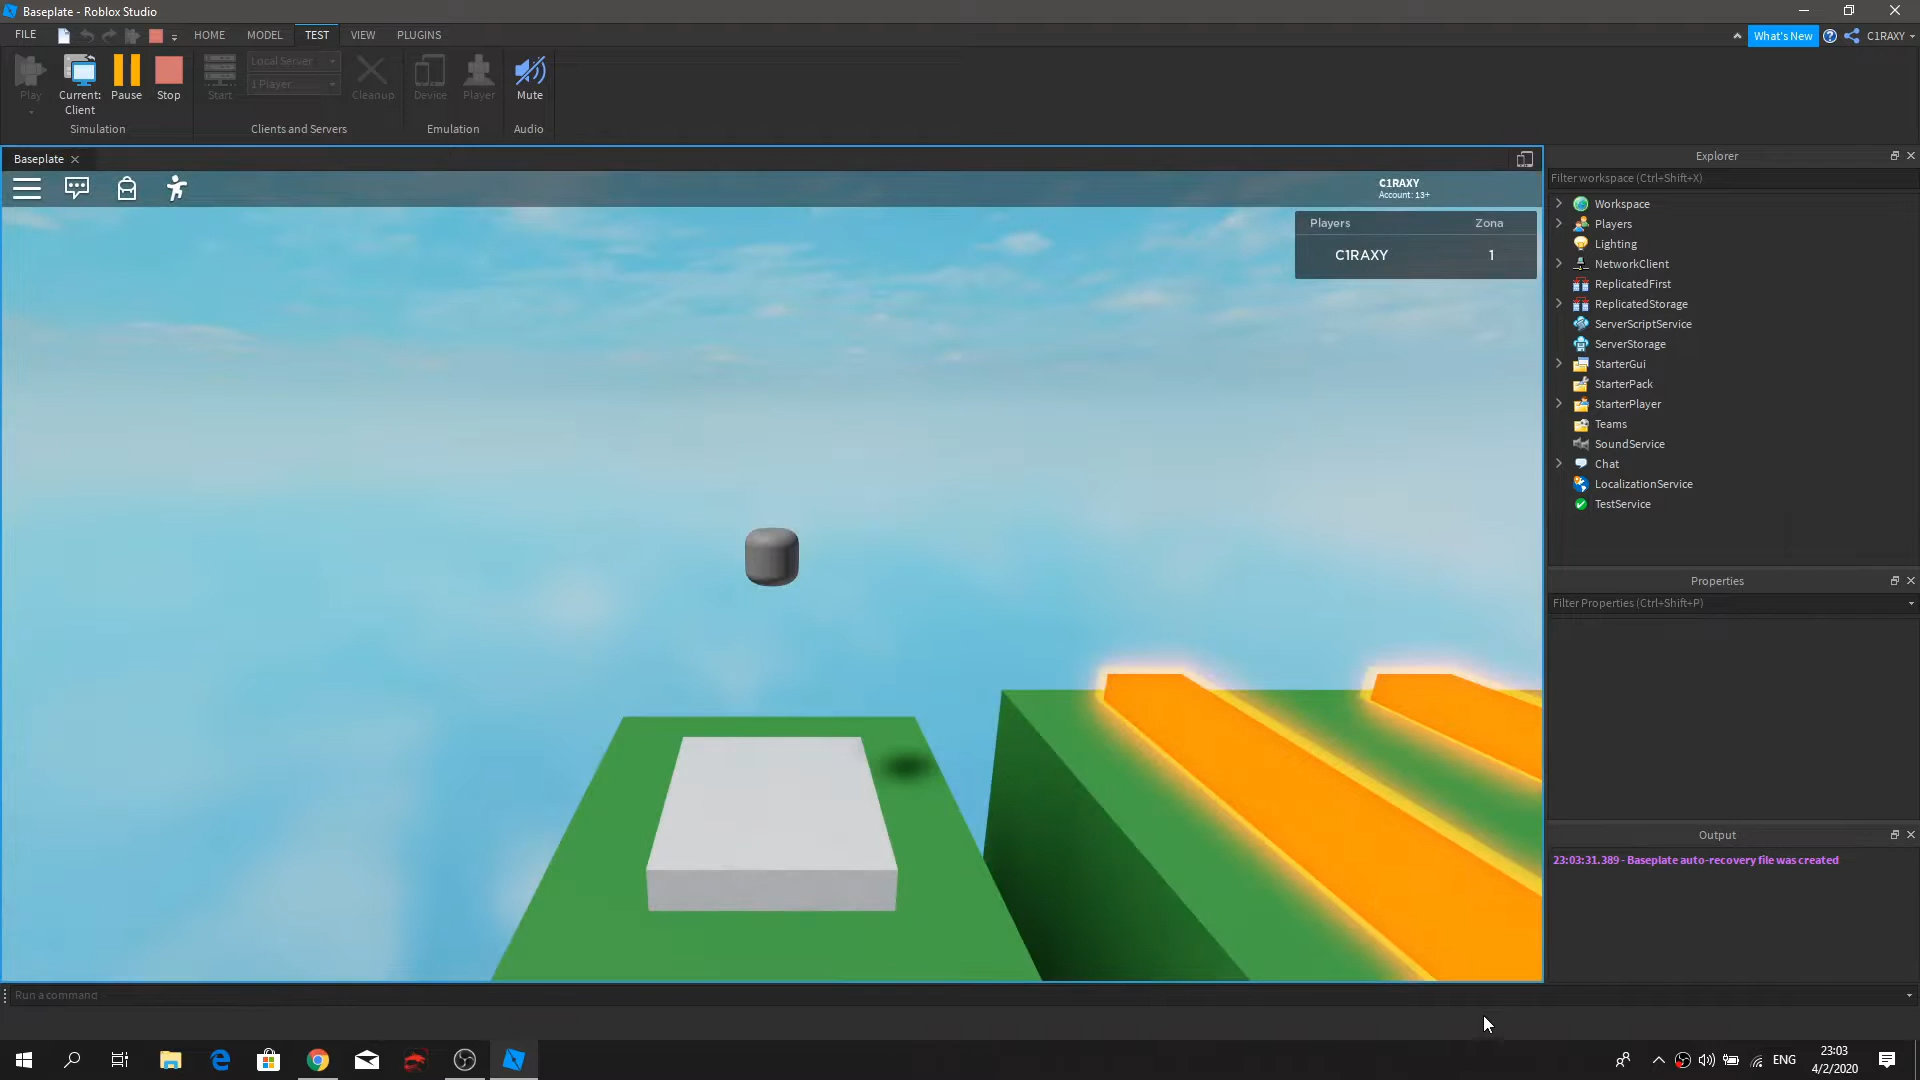 Baseplate - Roblox Studio
FILE
HOME
MODEL
TEST
VIEW
PLUGINS
What's New
C1RAXY
Play
Current:
Client
Pause
Stop
Simulation
Start
Local Server
1 Player
Cleanup
Clients and Servers
Device
Player
Emulation
Mute
Audio
Baseplate
C1RAXY
Account: 13+
Players Zona
C1RAXY 1
Explorer
Filter workspace (Ctrl+Shift+X)
Workspace
Players
Lighting
NetworkClient
ReplicatedFirst
ReplicatedStorage
ServerScriptService
ServerStorage
StarterGui
StarterPack
StarterPlayer
Teams
SoundService
Chat
LocalizationService
TestService
Properties
Filter Properties (Ctrl+Shift+P)
Output
23:03:31.389 - Baseplate auto-recovery file was created
Run a command
ENG
23:03
4/2/2020